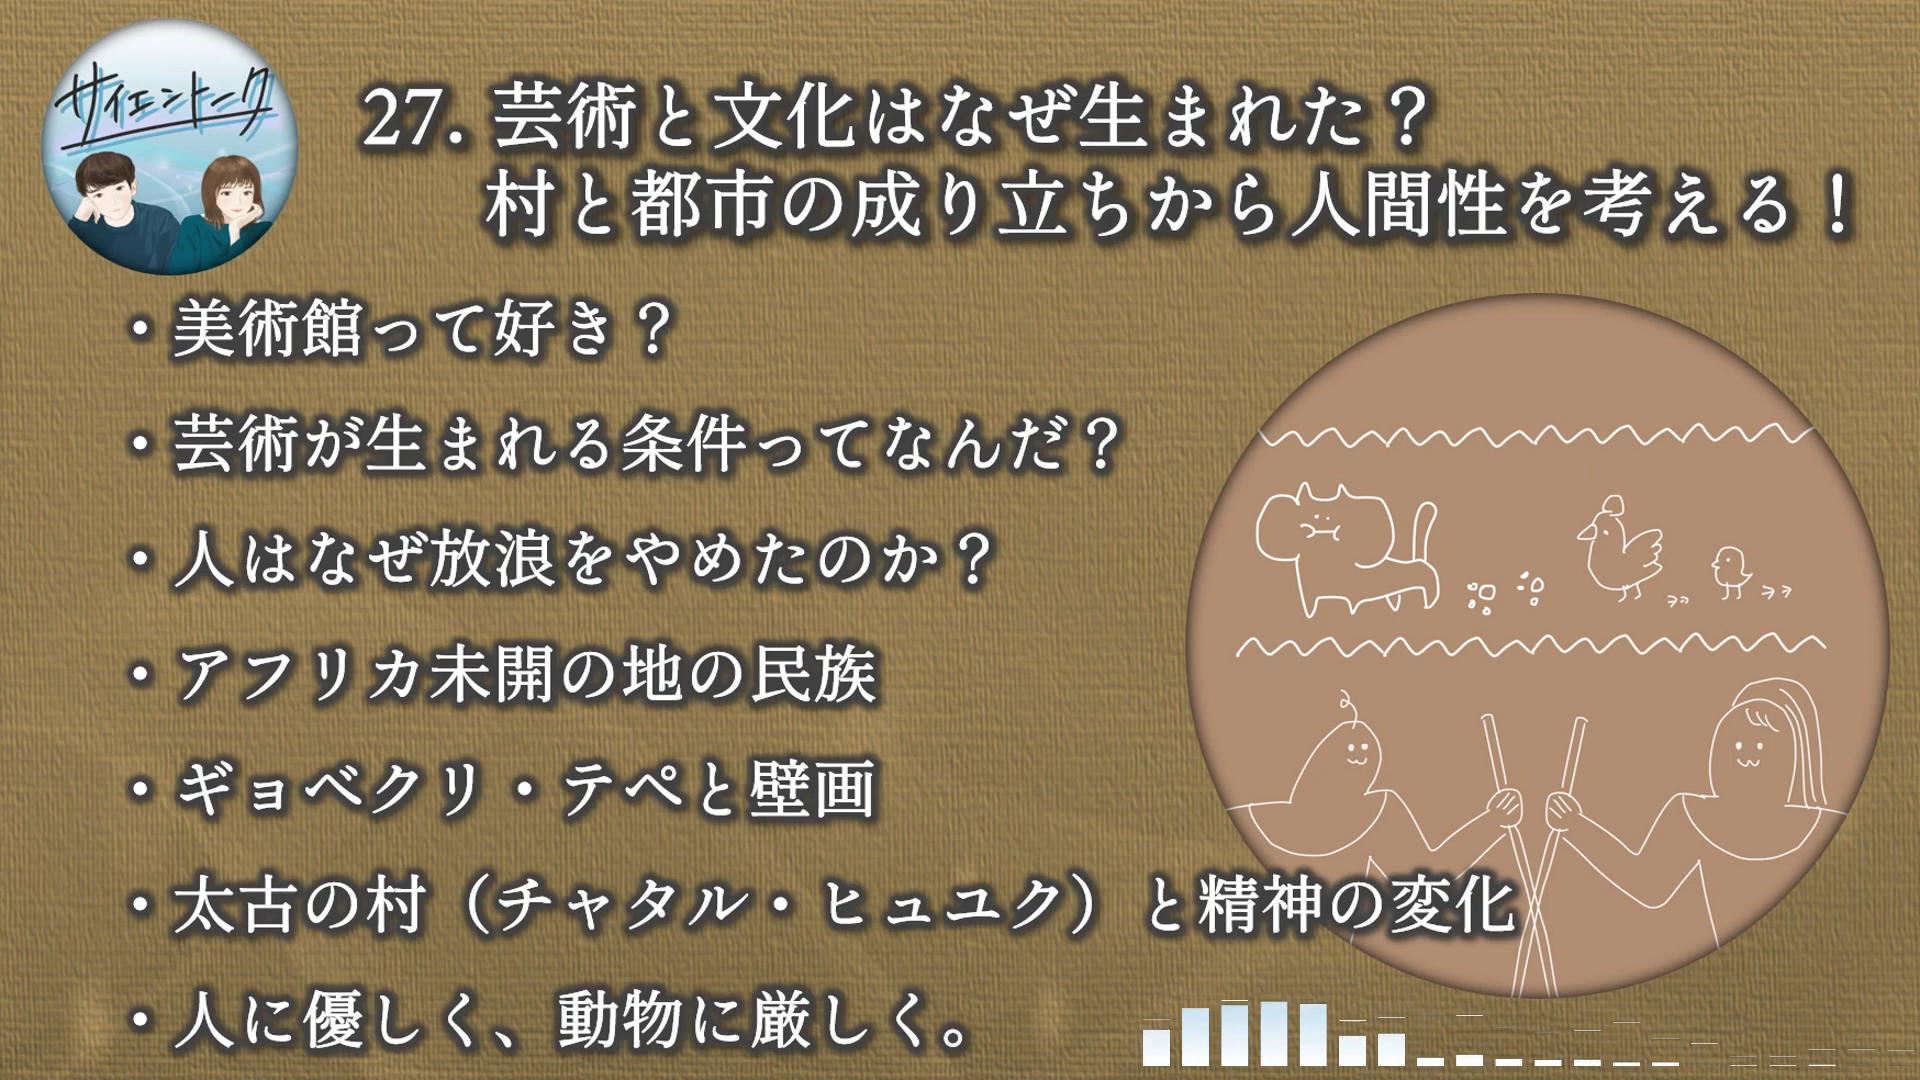 サイエントーク
27. 芸術と文化はなぜ生まれた？
村と都市の成り立ちから人間性を考える！
・美術館って好き？
・芸術が生まれる条件ってなんだ？
・人はなぜ放浪をやめたのか？
・アフリカ未開の地の民族
・ギョベクリ・テペと壁画
・太古の村（チャタル・ヒュユク）と精神の変化
・人に優しく、動物に厳しく。